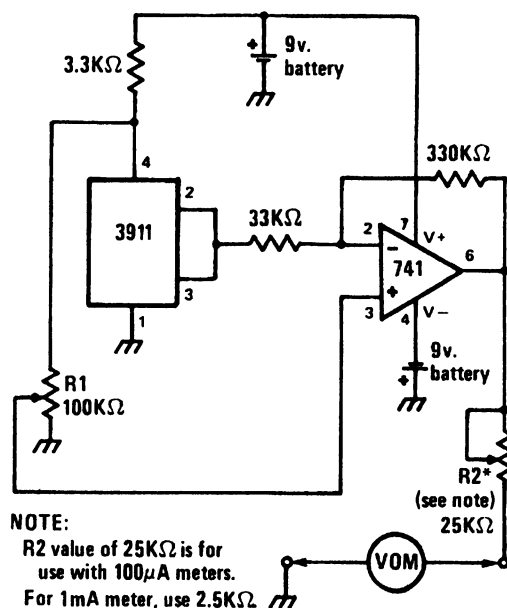 9v.
battery
3.3KΩ
330KΩ
4
2
3911
33KΩ
2
7
V+
−
741
6
3
+
3
4
V−
1
9v.
battery
+
+
R1
100KΩ
R2*
(see note)
25KΩ
NOTE:
R2 value of 25KΩ is for
use with 100µA meters.
For 1mA meter, use 2.5KΩ
VOM